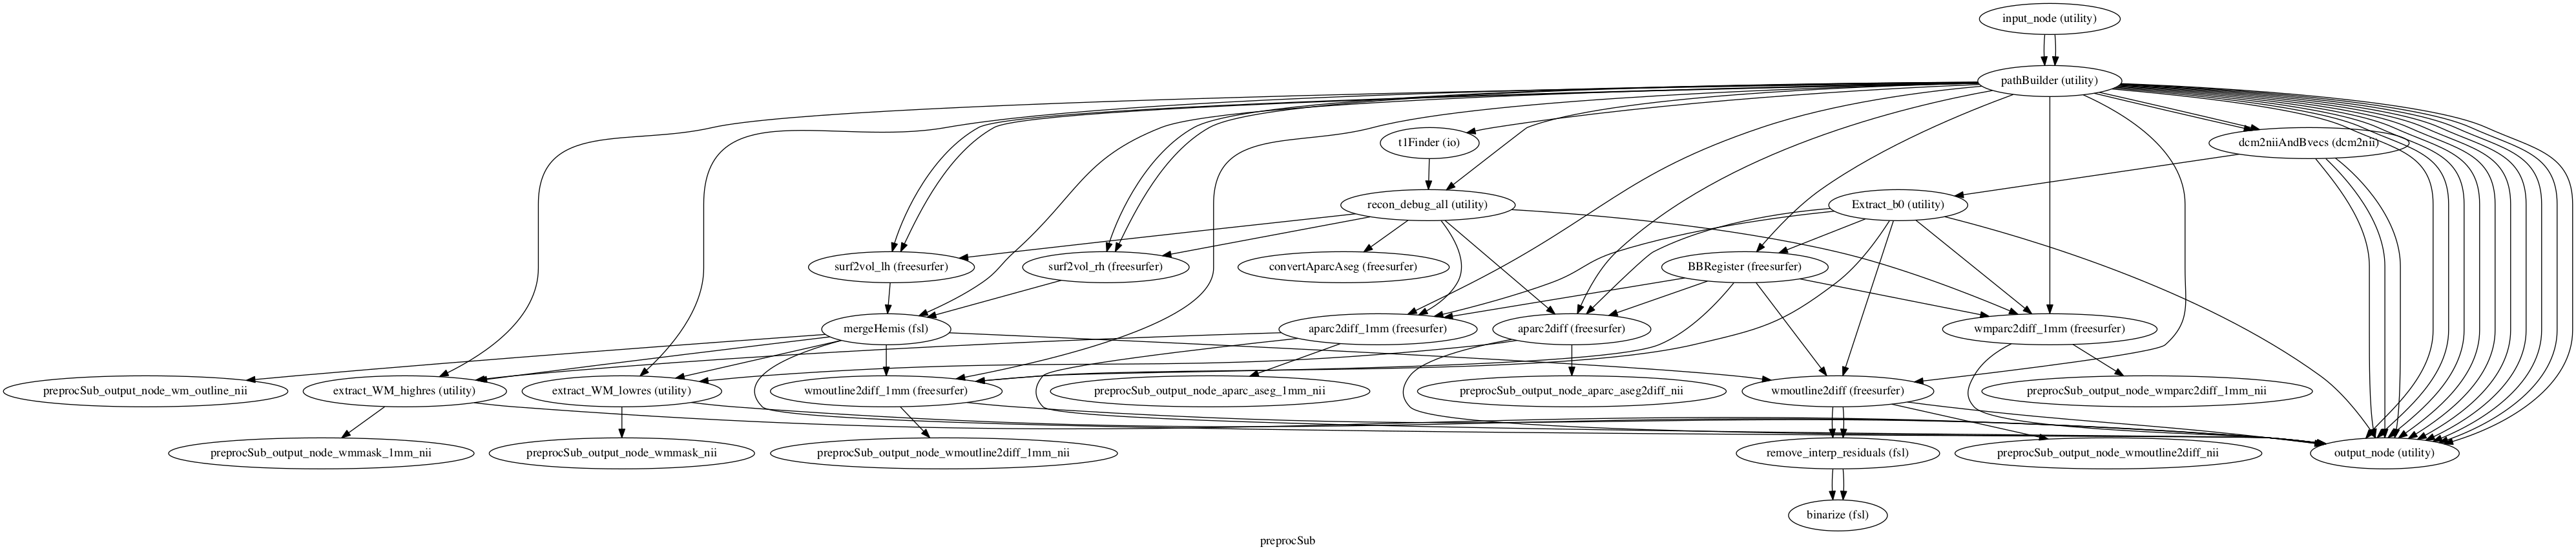 input_node (utility)
pathBuilder (utility)
t1Finder (io)
dcm2niiAndBvecs (dcm2nii)
recon_debug_all (utility)
Extract_b0 (utility)
surf2vol_lh (freesurfer)
surf2vol_rh (freesurfer)
convertAparcAseg (freesurfer)
BBRegister (freesurfer)
mergeHemis (fsl)
aparc2diff_1mm (freesurfer)
aparc2diff (freesurfer)
wmparc2diff_1mm (freesurfer)
preprocSub_output_node_wm_outline_nii
extract_WM_highres (utility)
extract_WM_lowres (utility)
wmoutline2diff_1mm (freesurfer)
preprocSub_output_node_aparc_aseg_1mm_nii
preprocSub_output_node_aparc_aseg2diff_nii
wmoutline2diff (freesurfer)
preprocSub_output_node_wmparc2diff_1mm_nii
preprocSub_output_node_wmmask_1mm_nii
preprocSub_output_node_wmmask_nii
preprocSub_output_node_wmoutline2diff_1mm_nii
remove_interp_residuals (fsl)
preprocSub_output_node_wmoutline2diff_nii
output_node (utility)
binarize (fsl)
preprocSub